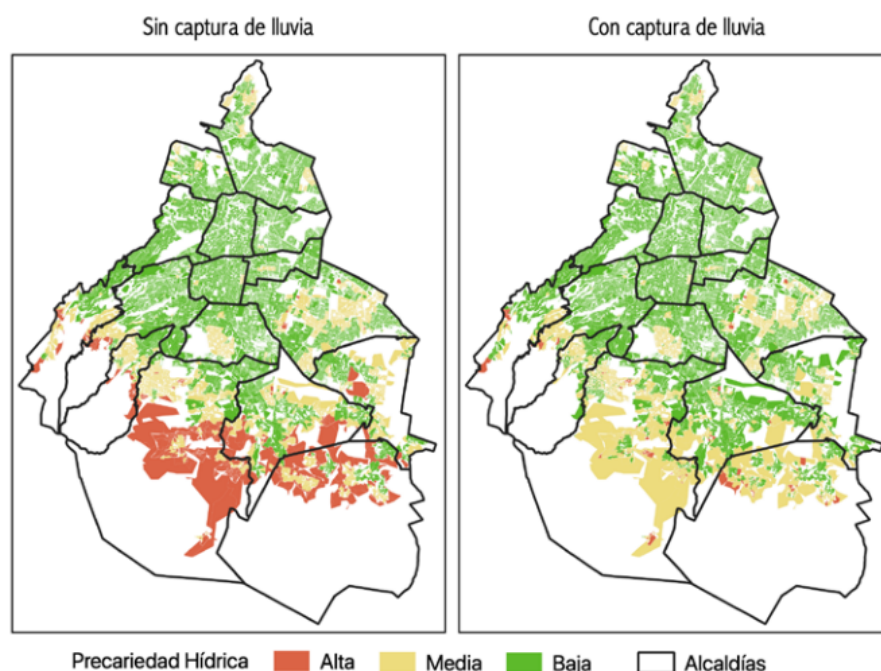 Sin captura de lluvia
Con captura de lluvia
Precariedad Hídrica Alta Media Baja Alcaldías